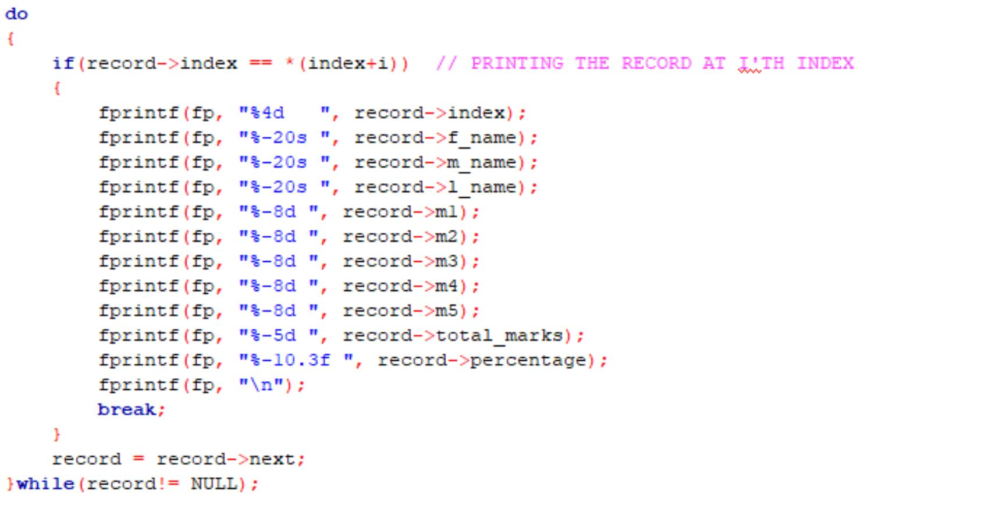 do
{
    if(record->index == *(index+i))  // PRINTING THE RECORD AT I'TH INDEX
    {
        fprintf(fp, "%4d   ", record->index);
        fprintf(fp, "%-20s ", record->f_name);
        fprintf(fp, "%-20s ", record->m_name);
        fprintf(fp, "%-20s ", record->l_name);
        fprintf(fp, "%-8d ", record->m1);
        fprintf(fp, "%-8d ", record->m2);
        fprintf(fp, "%-8d ", record->m3);
        fprintf(fp, "%-8d ", record->m4);
        fprintf(fp, "%-8d ", record->m5);
        fprintf(fp, "%-5d ", record->total_marks);
        fprintf(fp, "%-10.3f ", record->percentage);
        fprintf(fp, "\n");
        break;
    }
    record = record->next;
}while(record!= NULL);